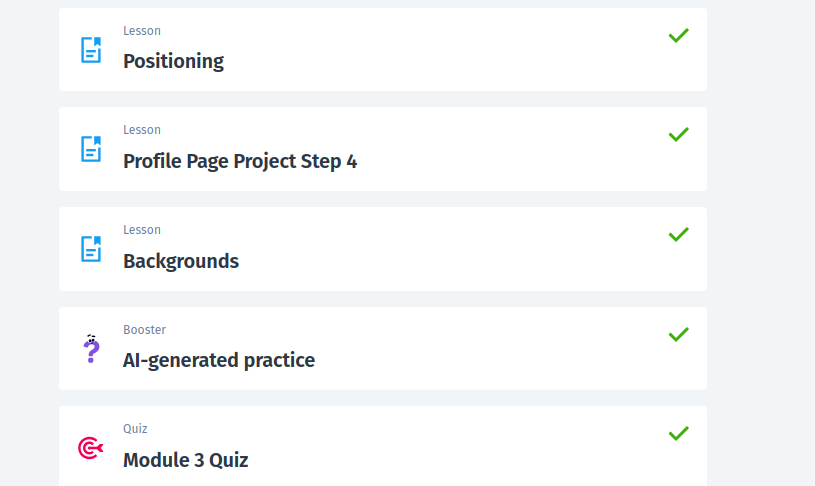 Lesson
Positioning
Lesson
Profile Page Project Step 4
Lesson
Backgrounds
Booster
AI-generated practice
Quiz
Module 3 Quiz